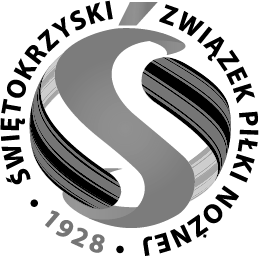 ŚWIĘTOKRZYSKI ZWIĄZEK PIŁKI NOŻNEJ
• 1928 •
Ś